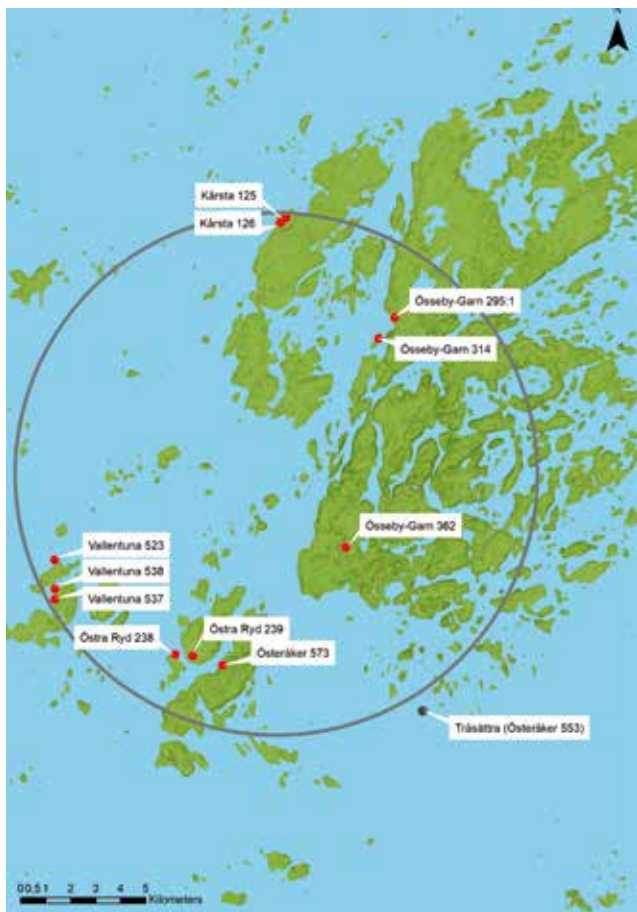 Kårsta 125
Kårsta 126
Össeby-Garn 295:1
Össeby-Garn 314
Össeby-Garn 362
Vallentuna 523
Vallentuna 538
Vallentuna 537
Östra Ryd 238
Östra Ryd 239
Österåker 573
Tråsättra (Österåker 553)
0 0,5 1 2 3 4 5
Kilometers